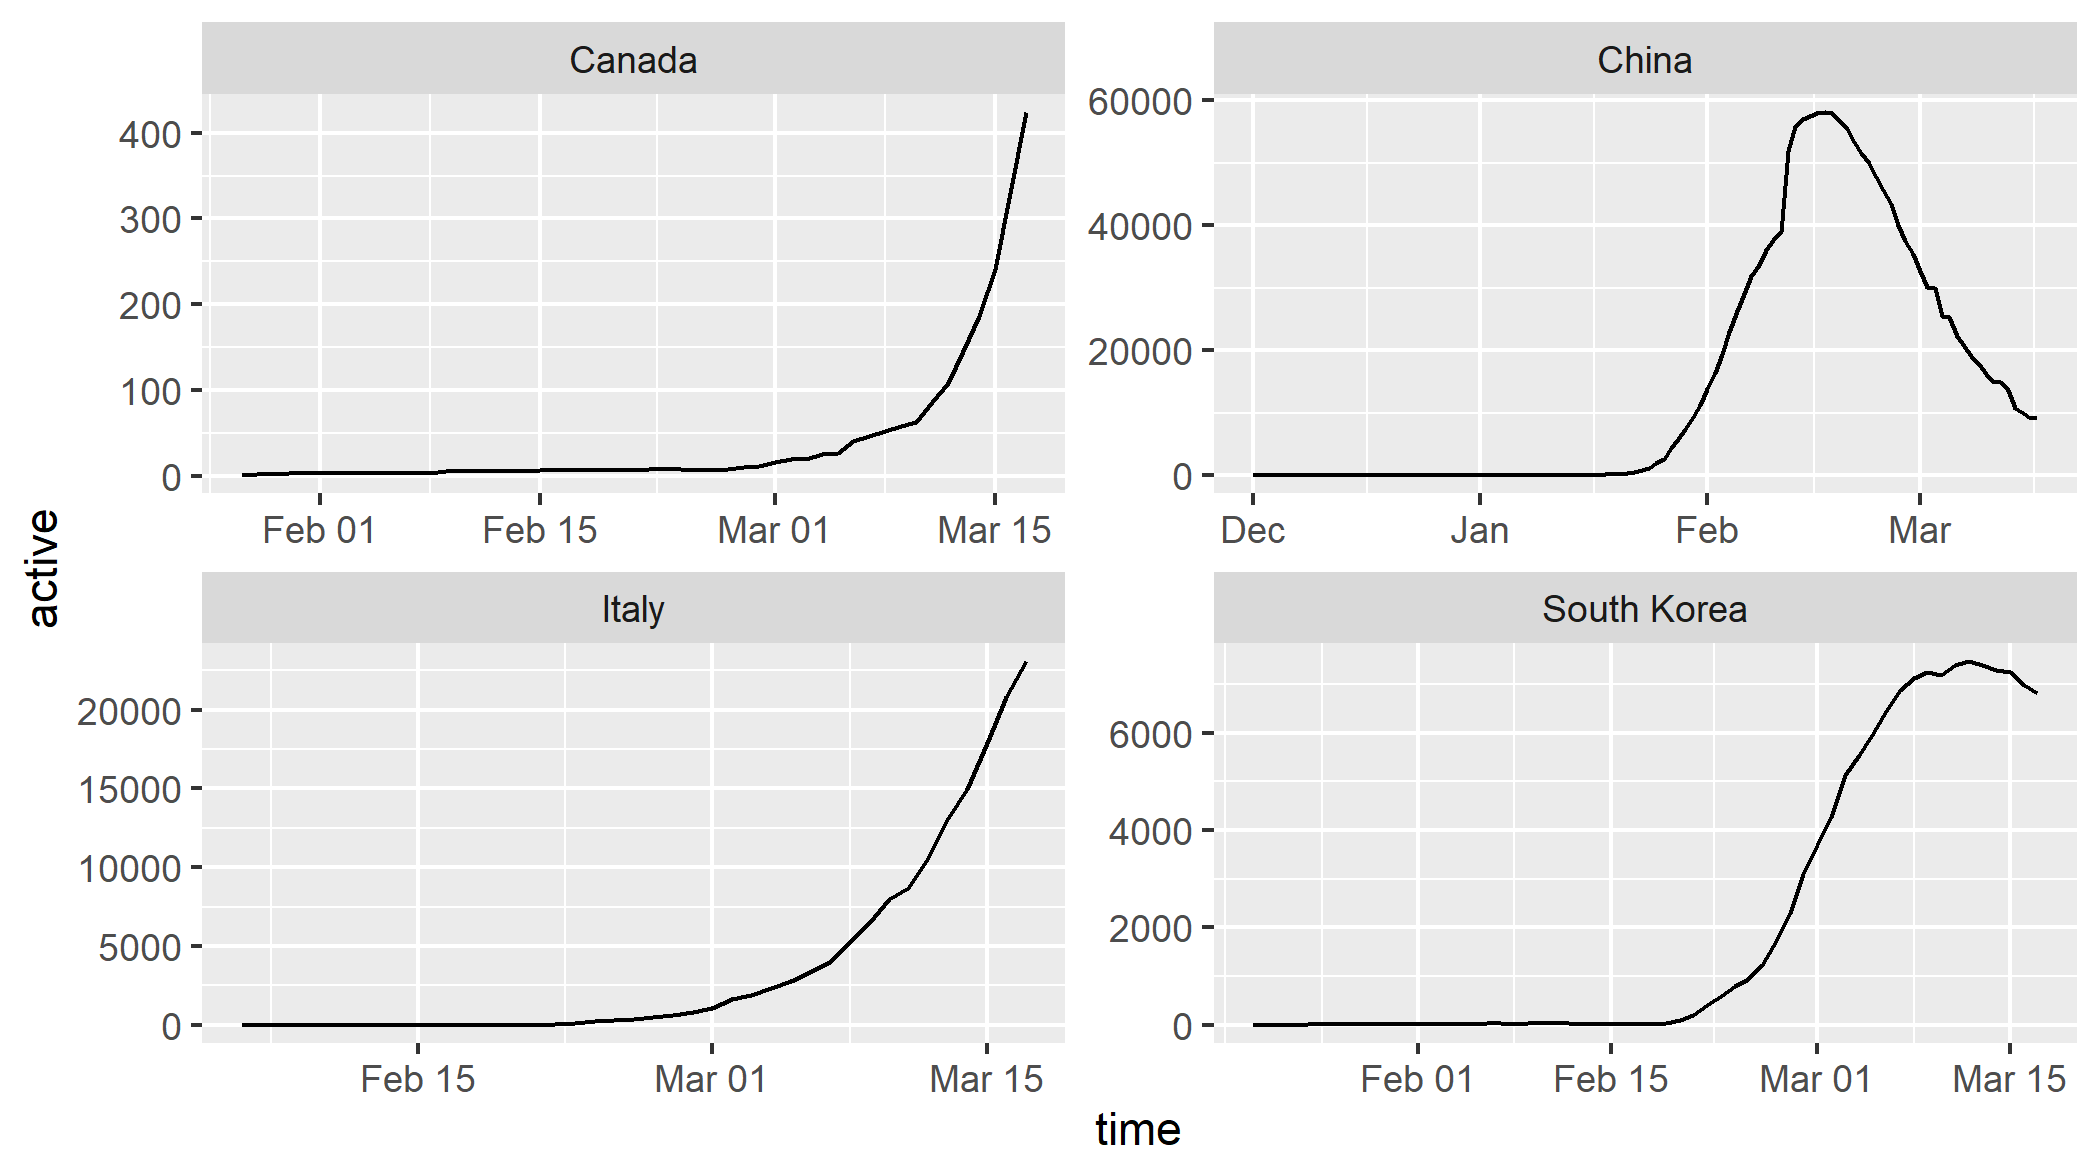 Canada
China
400
300
200
100
0
Feb 01 Feb 15 Mar 01 Mar 15
60000
40000
20000
0
Dec Jan Feb Mar
active
Italy
South Korea
20000
15000
10000
5000
0
Feb 15 Mar 01 Mar 15
6000
4000
2000
0
Feb 01 Feb 15 Mar 01 Mar 15
time